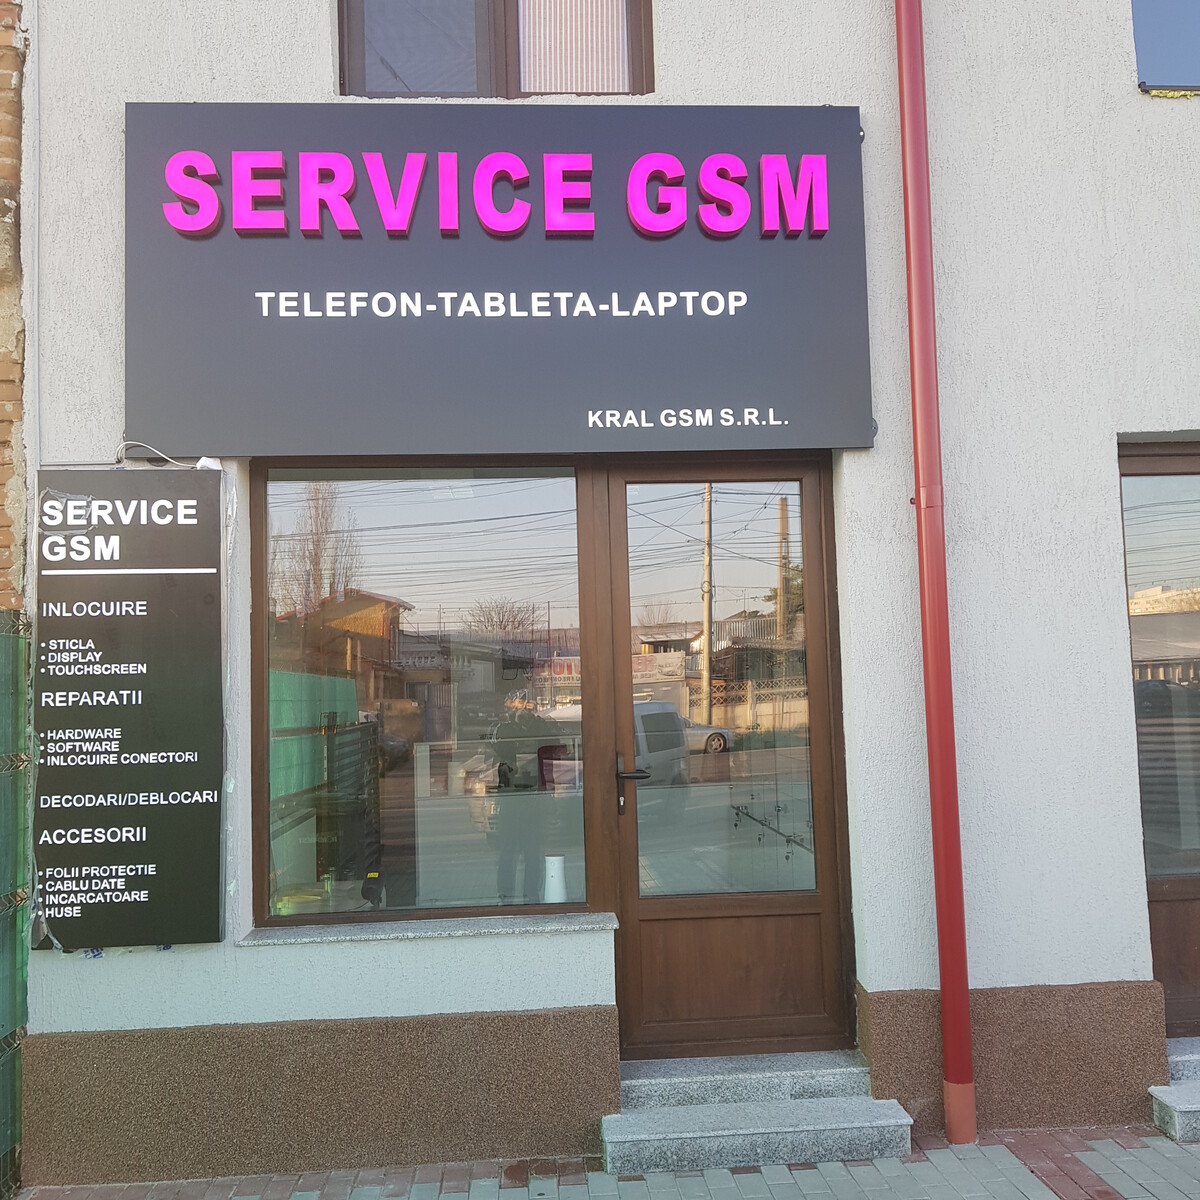 SERVICE GSM
TELEFON-TABLETA-LAPTOP
KRAL GSM S.R.L.
SERVICE
GSM
INLOCUIRE
• STICLA
• DISPLAY
• TOUCHSCREEN
REPARATII
• HARDWARE
• SOFTWARE
• INLOCUIRE CONECTORI
DECODARI/DEBLOCARI
ACCESORII
• FOLII PROTECTIE
• CABLU DATE
• INCARCATOARE
• HUSE